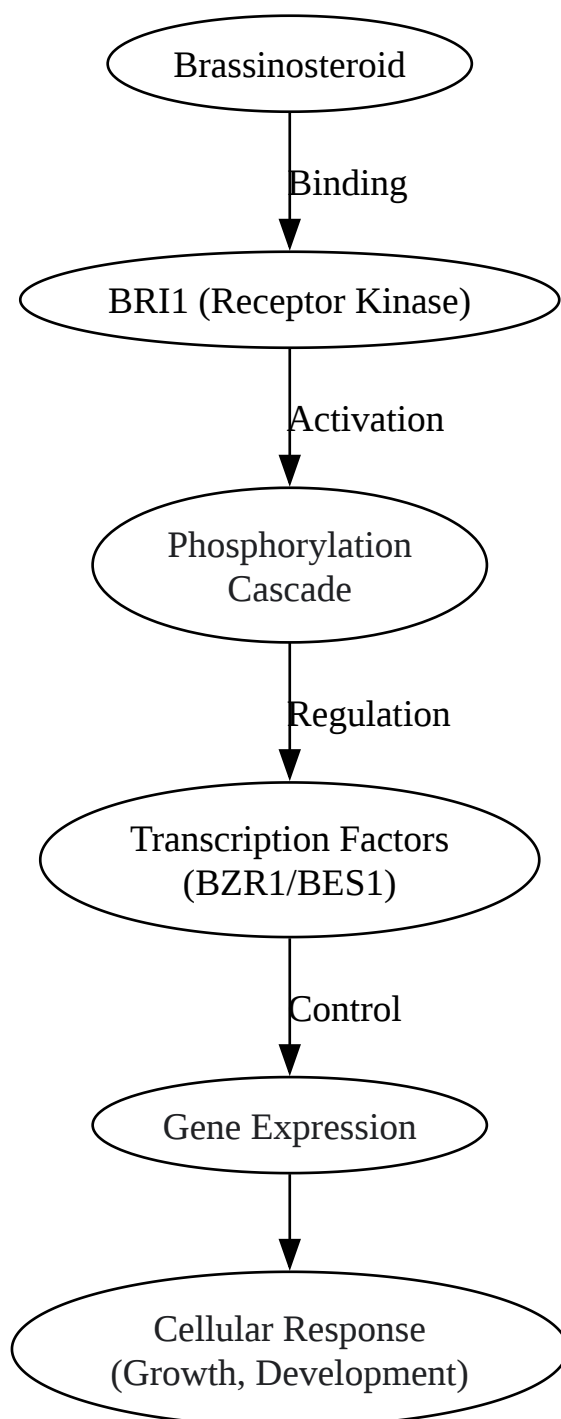 Brassinosteroid
Binding
BRI1 (Receptor Kinase)
Activation
Phosphorylation
Cascade
Regulation
Transcription Factors
(BZR1/BES1)
Control
Gene Expression
Cellular Response
(Growth, Development)